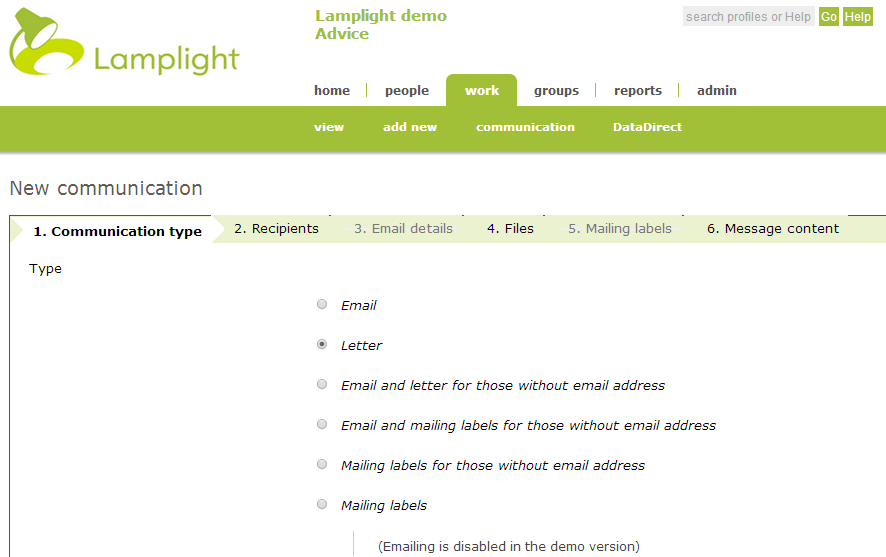 Lamplight
Lamplight demo
Advice
search profiles or Help Go Help
home people work groups reports admin
view add new communication DataDirect
New communication
1. Communication type 2. Recipients 3. Email details 4. Files 5. Mailing labels 6. Message content
Type
Email
Letter
Email and letter for those without email address
Email and mailing labels for those without email address
Mailing labels for those without email address
Mailing labels
(Emailing is disabled in the demo version)